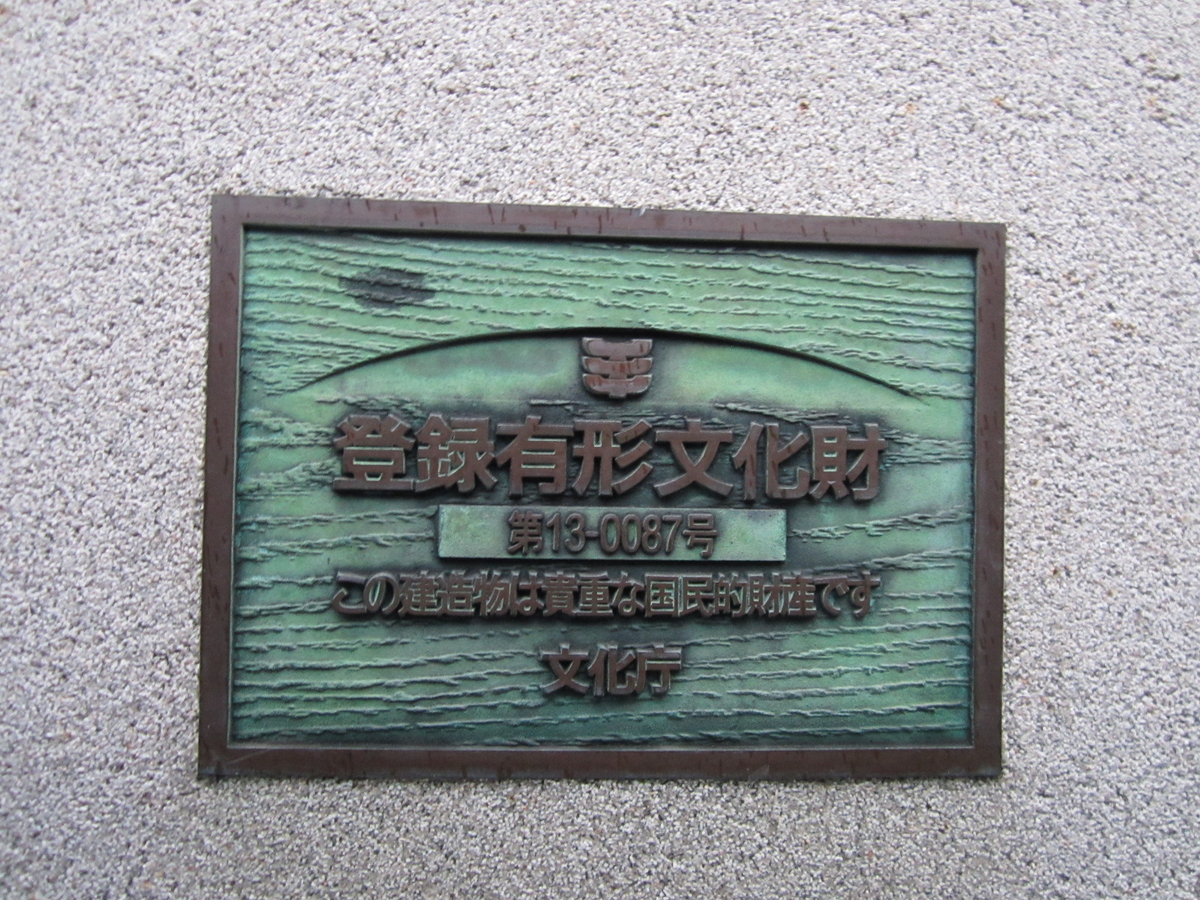 登録有形文化財
第13-0087号
この建造物は貴重な国民的財産です
文化庁